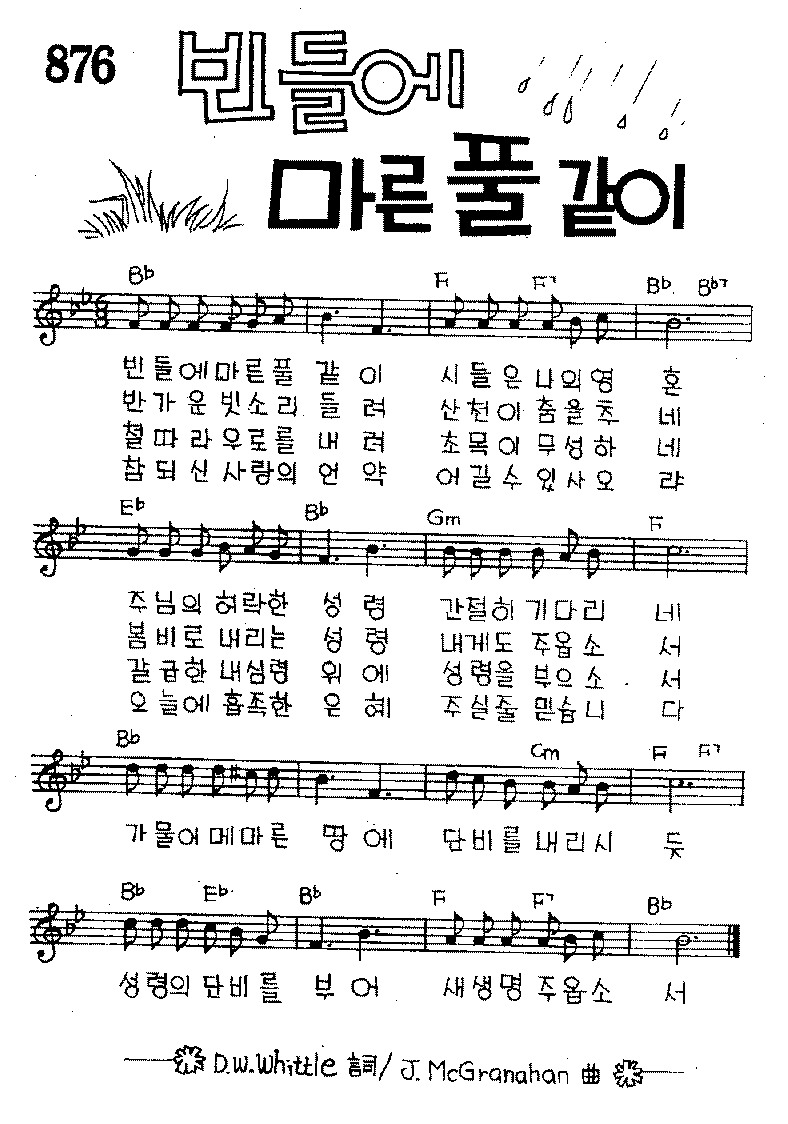 876
빈들에
마른풀같이
Bb F F7 Bb Bb7
빈들에마른풀 같이 시들은나의영 혼
반가운빗소리 들려 산천이춤을추 네
철따라우로를 내려 초목이무성하 네
참되신사랑의 언약 어길수있사오 랴
Eb Bb Gm F
주님의허락한 성령 간절히기다리 네
봄비로내리는 성령 내게도주옵소 서
갈급한내심령 위에 성령을부으소 서
오늘에흡족한 은혜 주실줄믿습니 다
Bb Cm F F7
가물어메마른 땅에 단비를내리시 듯
Bb Eb Bb F F7 Bb
성령의단비를 부어 새생명주옵소 서
D.W.Whittle 詞/ J. McGranahan 曲